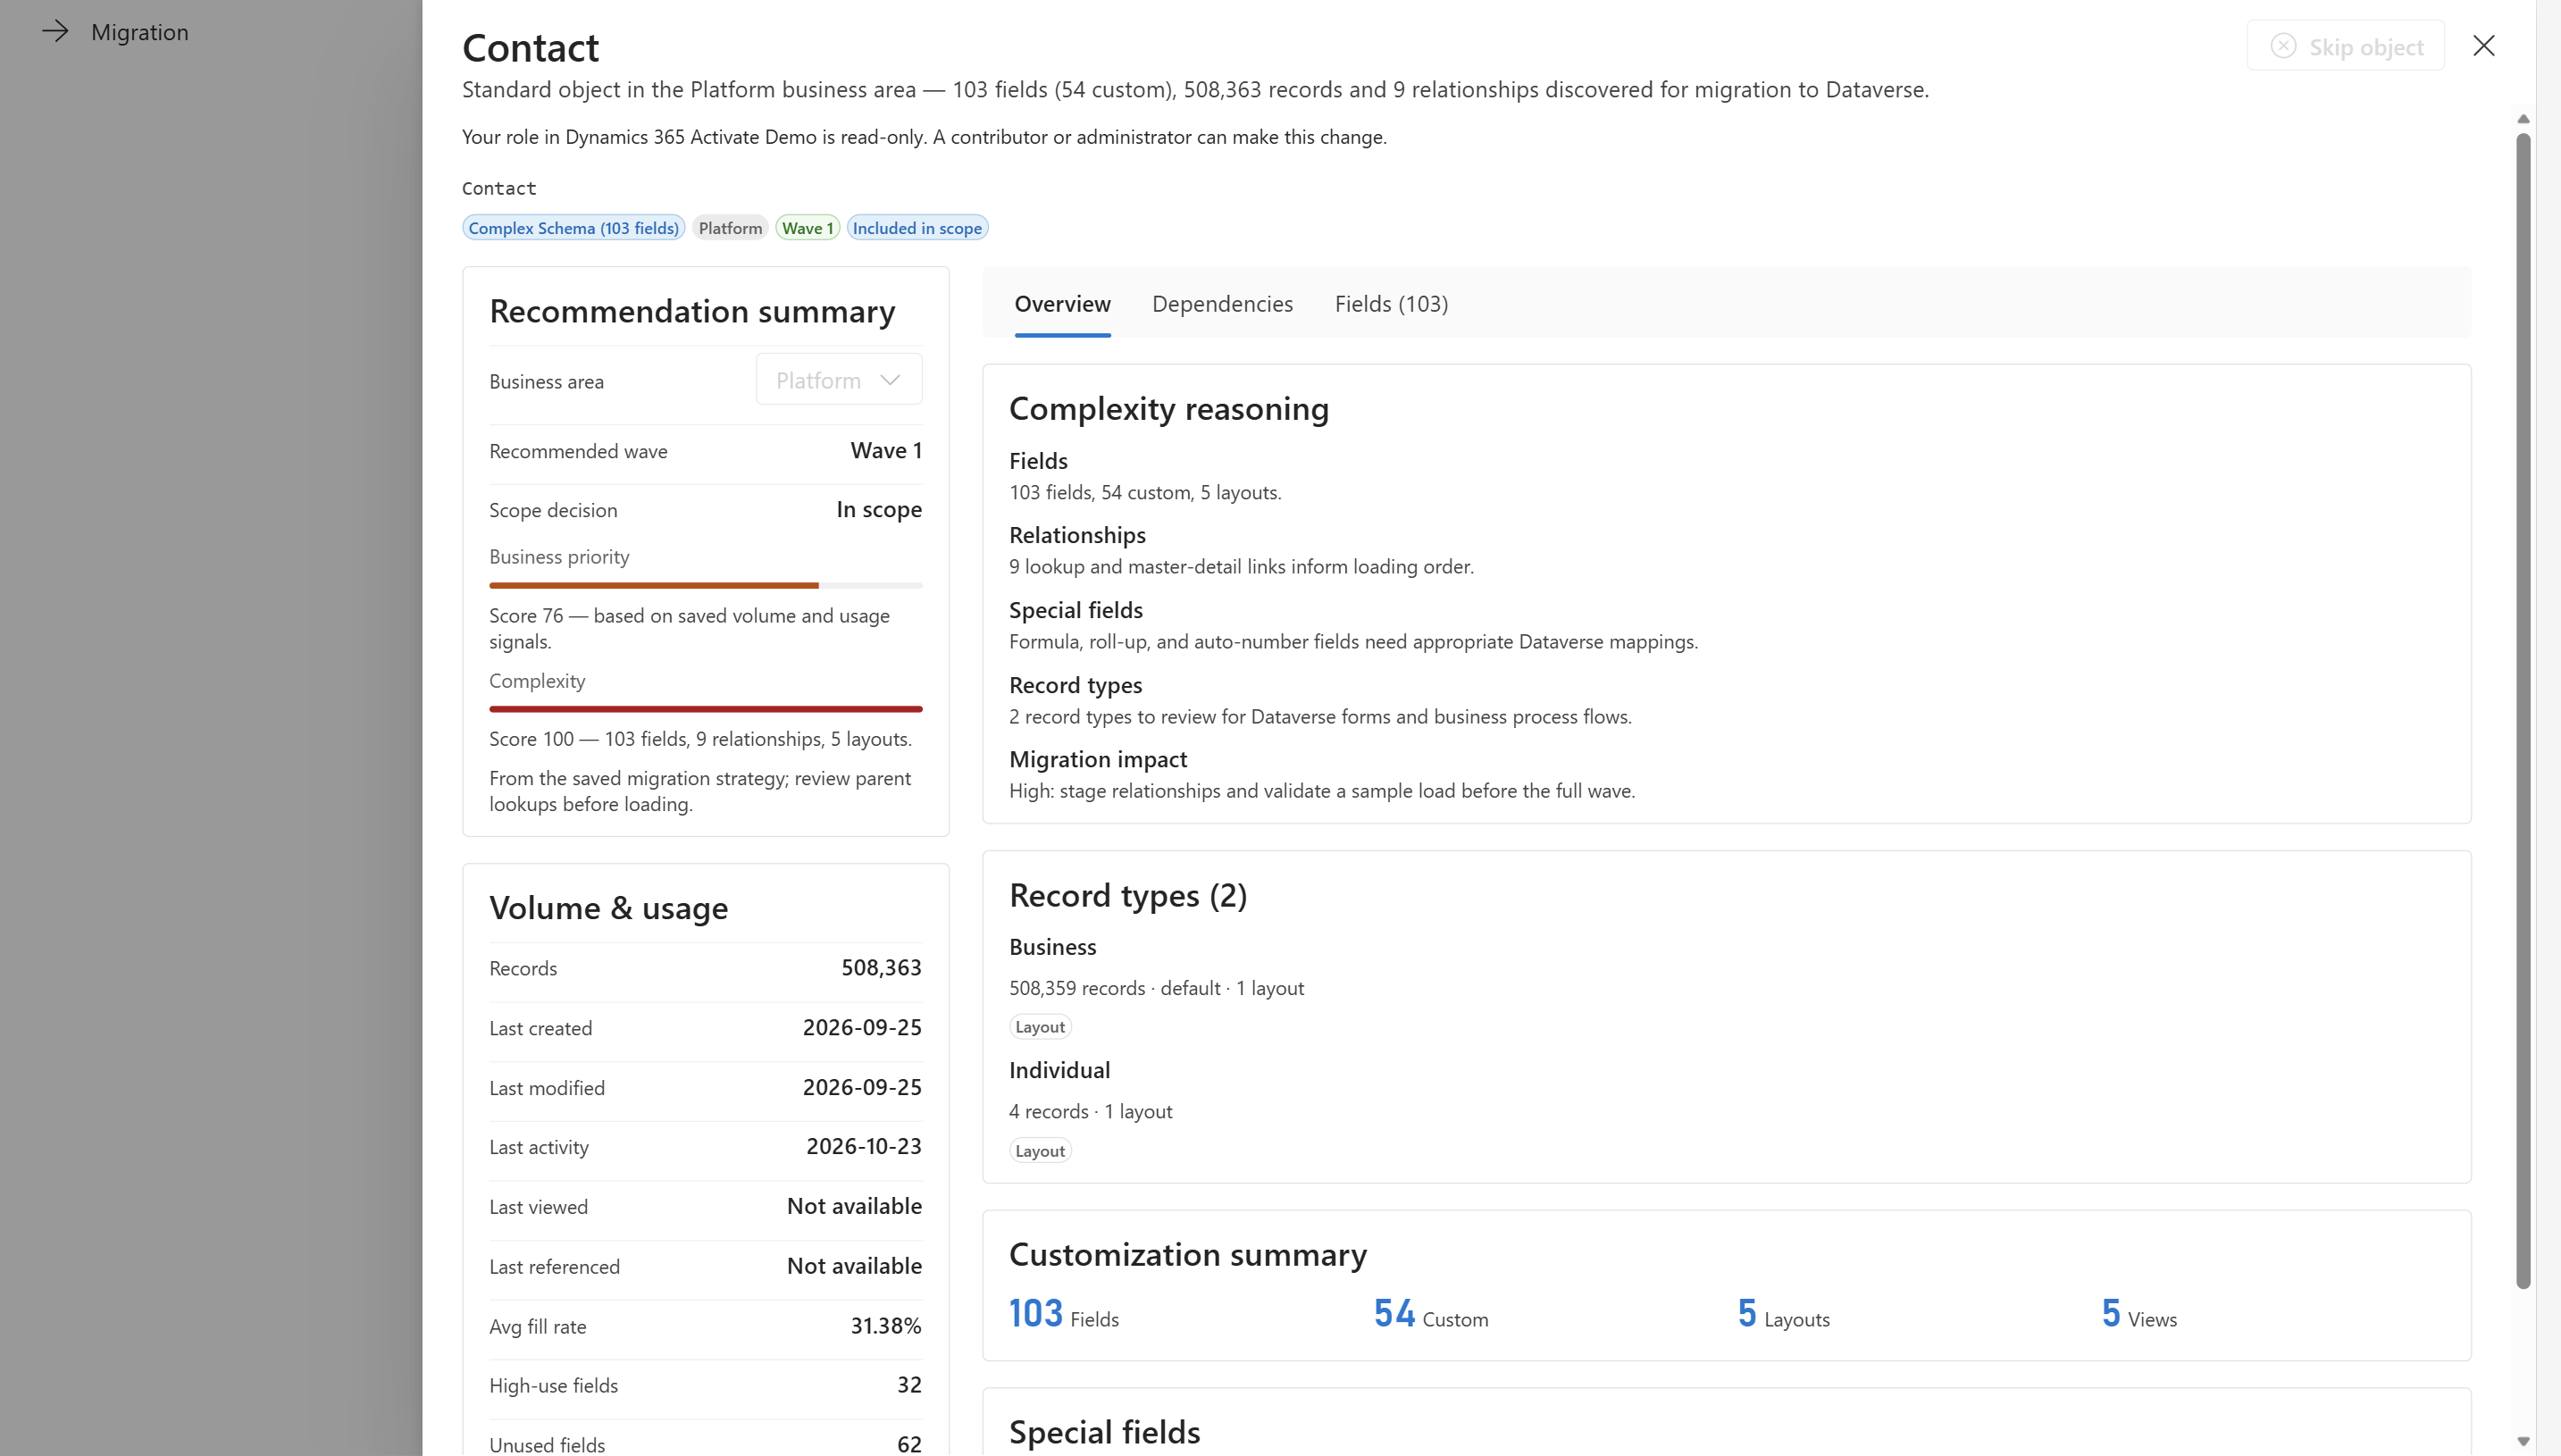 Migration
Contact
Skip object
Standard object in the Platform business area — 103 fields (54 custom), 508,363 records and 9 relationships discovered for migration to Dataverse.
Your role in Dynamics 365 Activate Demo is read-only. A contributor or administrator can make this change.
Contact
Complex Schema (103 fields) Platform Wave 1 Included in scope
Recommendation summary
Business area Platform
Recommended wave Wave 1
Scope decision In scope
Business priority
Score 76 — based on saved volume and usage
signals.
Complexity
Score 100 — 103 fields, 9 relationships, 5 layouts.
From the saved migration strategy; review parent
lookups before loading.
Volume & usage
Records 508,363
Last created 2026-09-25
Last modified 2026-09-25
Last activity 2026-10-23
Last viewed Not available
Last referenced Not available
Avg fill rate 31.38%
High-use fields 32
Unused fields 62
Overview Dependencies Fields (103)
Complexity reasoning
Fields
103 fields, 54 custom, 5 layouts.
Relationships
9 lookup and master-detail links inform loading order.
Special fields
Formula, roll-up, and auto-number fields need appropriate Dataverse mappings.
Record types
2 record types to review for Dataverse forms and business process flows.
Migration impact
High: stage relationships and validate a sample load before the full wave.
Record types (2)
Business
508,359 records · default · 1 layout
Layout
Individual
4 records · 1 layout
Layout
Customization summary
103 Fields 54 Custom 5 Layouts 5 Views
Special fields